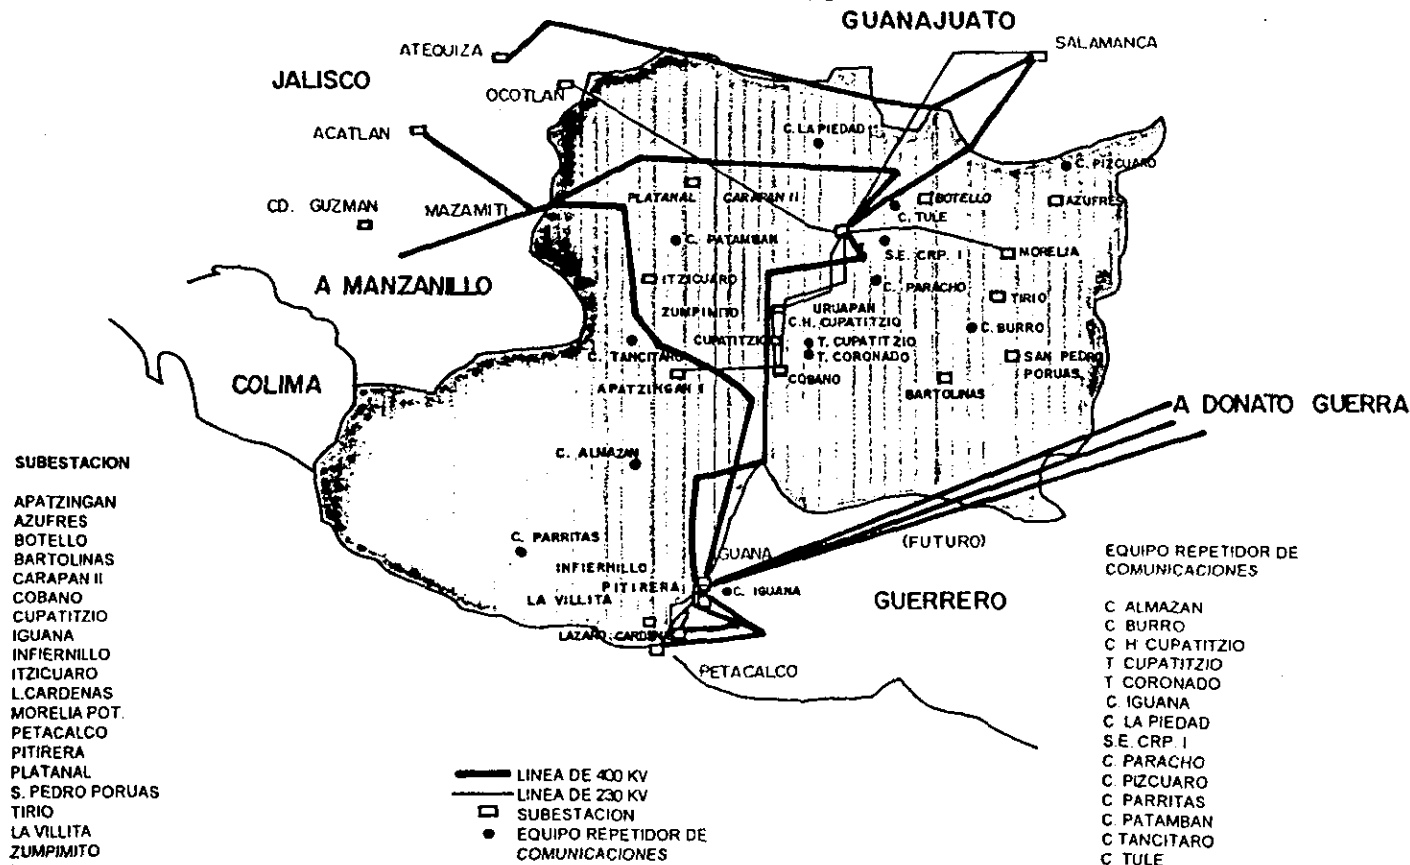 GUANAJUATO
ATEQUIZA
SALAMANCA
JALISCO
OCOTLAN
ACATLAN
C. LA PIEDAD
C. PIZCUARO
PLATANAL
CARAPAN II
BOTELLO
AZUFRES
CD. GUZMAN
MAZAMITI
C. TULE
C. PATAMBAN
S.E. CRP. I
MORELIA
A MANZANILLO
ITZICUARO
C. PARACHO
TIRIO
ZUMPIMITO
URUAPAN
C.H. CUPATITZIO
C. BURRO
CUPATITZIO
T. CUPATITZIO
T. CORONADO
C. TANCITARO
SAN PEDRO
PORUAS
COLIMA
APATZINGAN I
COBANO
BARTOLINAS
A DONATO GUERRA
C. ALMAZAN
C. PARRITAS
(FUTURO)
IGUANA
INFIERNILLO
PITIRERA
C. IGUANA
LA VILLITA
GUERRERO
LAZARO CARDENAS
PETACALCO
SUBESTACION
APATZINGAN
AZUFRES
BOTELLO
BARTOLINAS
CARAPAN II
COBANO
CUPATITZIO
IGUANA
INFIERNILLO
ITZICUARO
L.CARDENAS
MORELIA POT.
PETACALCO
PITIRERA
PLATANAL
S. PEDRO PORUAS
TIRIO
LA VILLITA
ZUMPIMITO
LINEA DE 400 KV
LINEA DE 230 KV
SUBESTACION
EQUIPO REPETIDOR DE
COMUNICACIONES
EQUIPO REPETIDOR DE
COMUNICACIONES
C ALMAZAN
C BURRO
C H CUPATITZIO
T CUPATITZIO
T CORONADO
C. IGUANA
C LA PIEDAD
S.E. CRP. I
C. PARACHO
C. PIZCUARO
C PARRITAS
C. PATAMBAN
C TANCITARO
C TULE